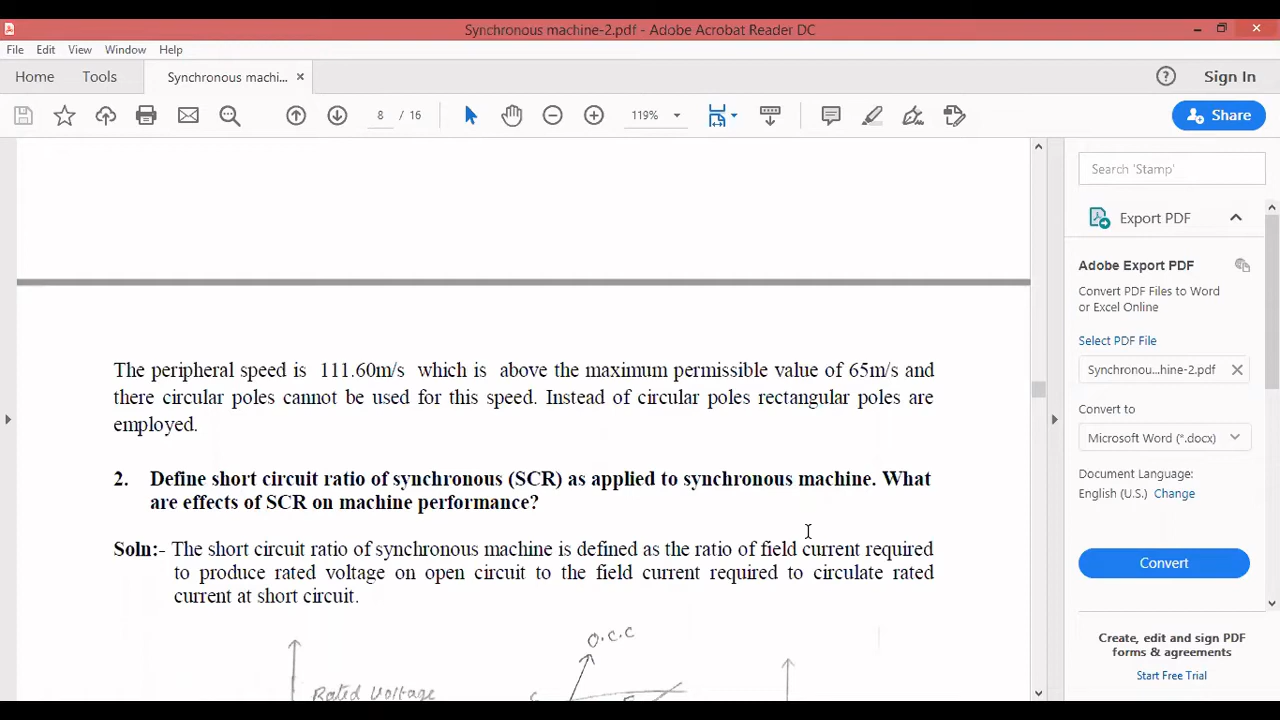 Synchronous machine-2.pdf - Adobe Acrobat Reader DC
File Edit View Window Help
Home Tools Synchronous machi... ×
Sign In
8 / 16
119%
Share
Search 'Stamp'
Export PDF
Adobe Export PDF
Convert PDF Files to Word
or Excel Online
Select PDF File
Synchronou...hine-2.pdf
Convert to
Microsoft Word (*.docx)
Document Language:
English (U.S.) Change
Convert
Create, edit and sign PDF
forms & agreements
Start Free Trial
The peripheral speed is 111.60m/s which is above the maximum permissible value of 65m/s and
there circular poles cannot be used for this speed. Instead of circular poles rectangular poles are
employed.
2. Define short circuit ratio of synchronous (SCR) as applied to synchronous machine. What
are effects of SCR on machine performance?
Soln:- The short circuit ratio of synchronous machine is defined as the ratio of field current required
to produce rated voltage on open circuit to the field current required to circulate rated
current at short circuit.
O.C.C
Rated Voltage